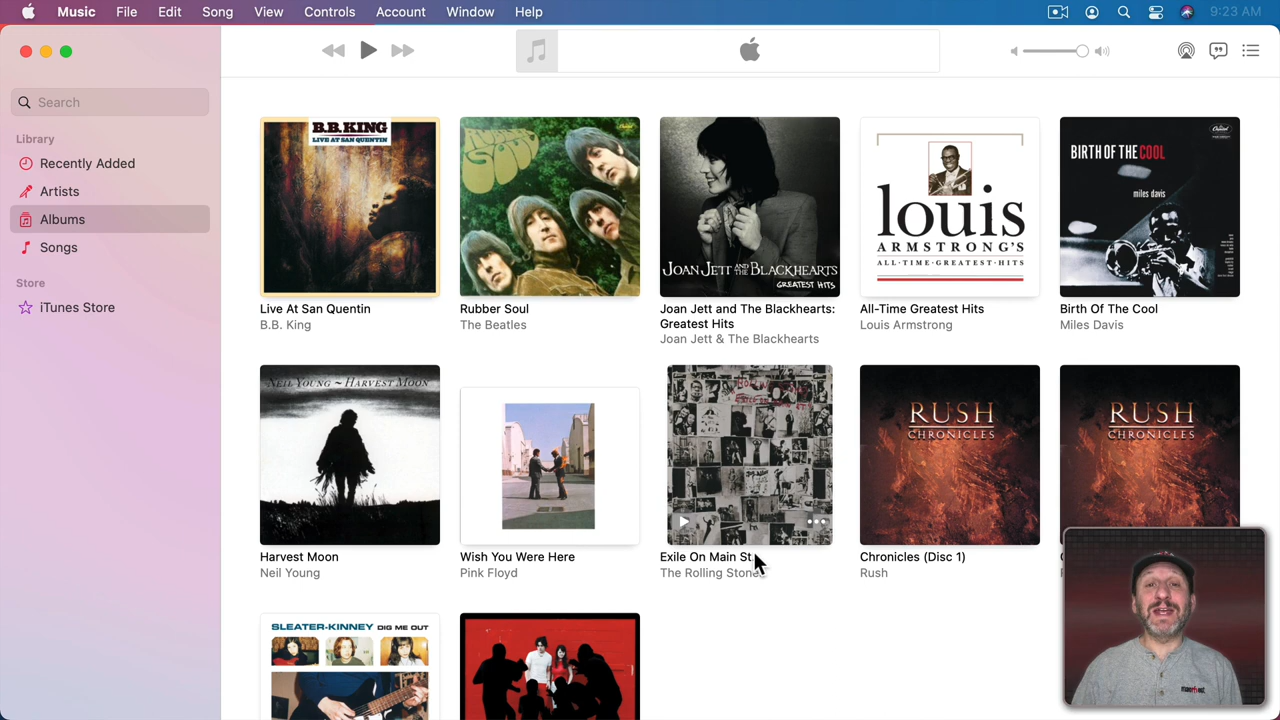 Music File Edit Song View Controls Account Window Help 9:23 AM
Search
Library
Recently Added
Artists
Albums
Songs
Store
iTunes Store
B.B. KING
LIVE AT SAN QUENTIN
RUBBER SOUL
JOAN JETT AND THE BLACKHEARTS
GREATEST HITS
louis
ARMSTRONG'S
ALL·TIME·GREATEST·HITS
Capitol
BIRTH OF THE COOL
miles davis
Live At San Quentin
B.B. King
Rubber Soul
The Beatles
Joan Jett and The Blackhearts:
Greatest Hits
Joan Jett & The Blackhearts
All-Time Greatest Hits
Louis Armstrong
Birth Of The Cool
Miles Davis
NEIL YOUNG ~ HARVEST MOON
RUSH
CHRONICLES
RUSH
CHRONICLES
Harvest Moon
Neil Young
Wish You Were Here
Pink Floyd
Exile On Main St
The Rolling Stones
Chronicles (Disc 1)
Rush
SLEATER-KINNEY DIG ME OUT